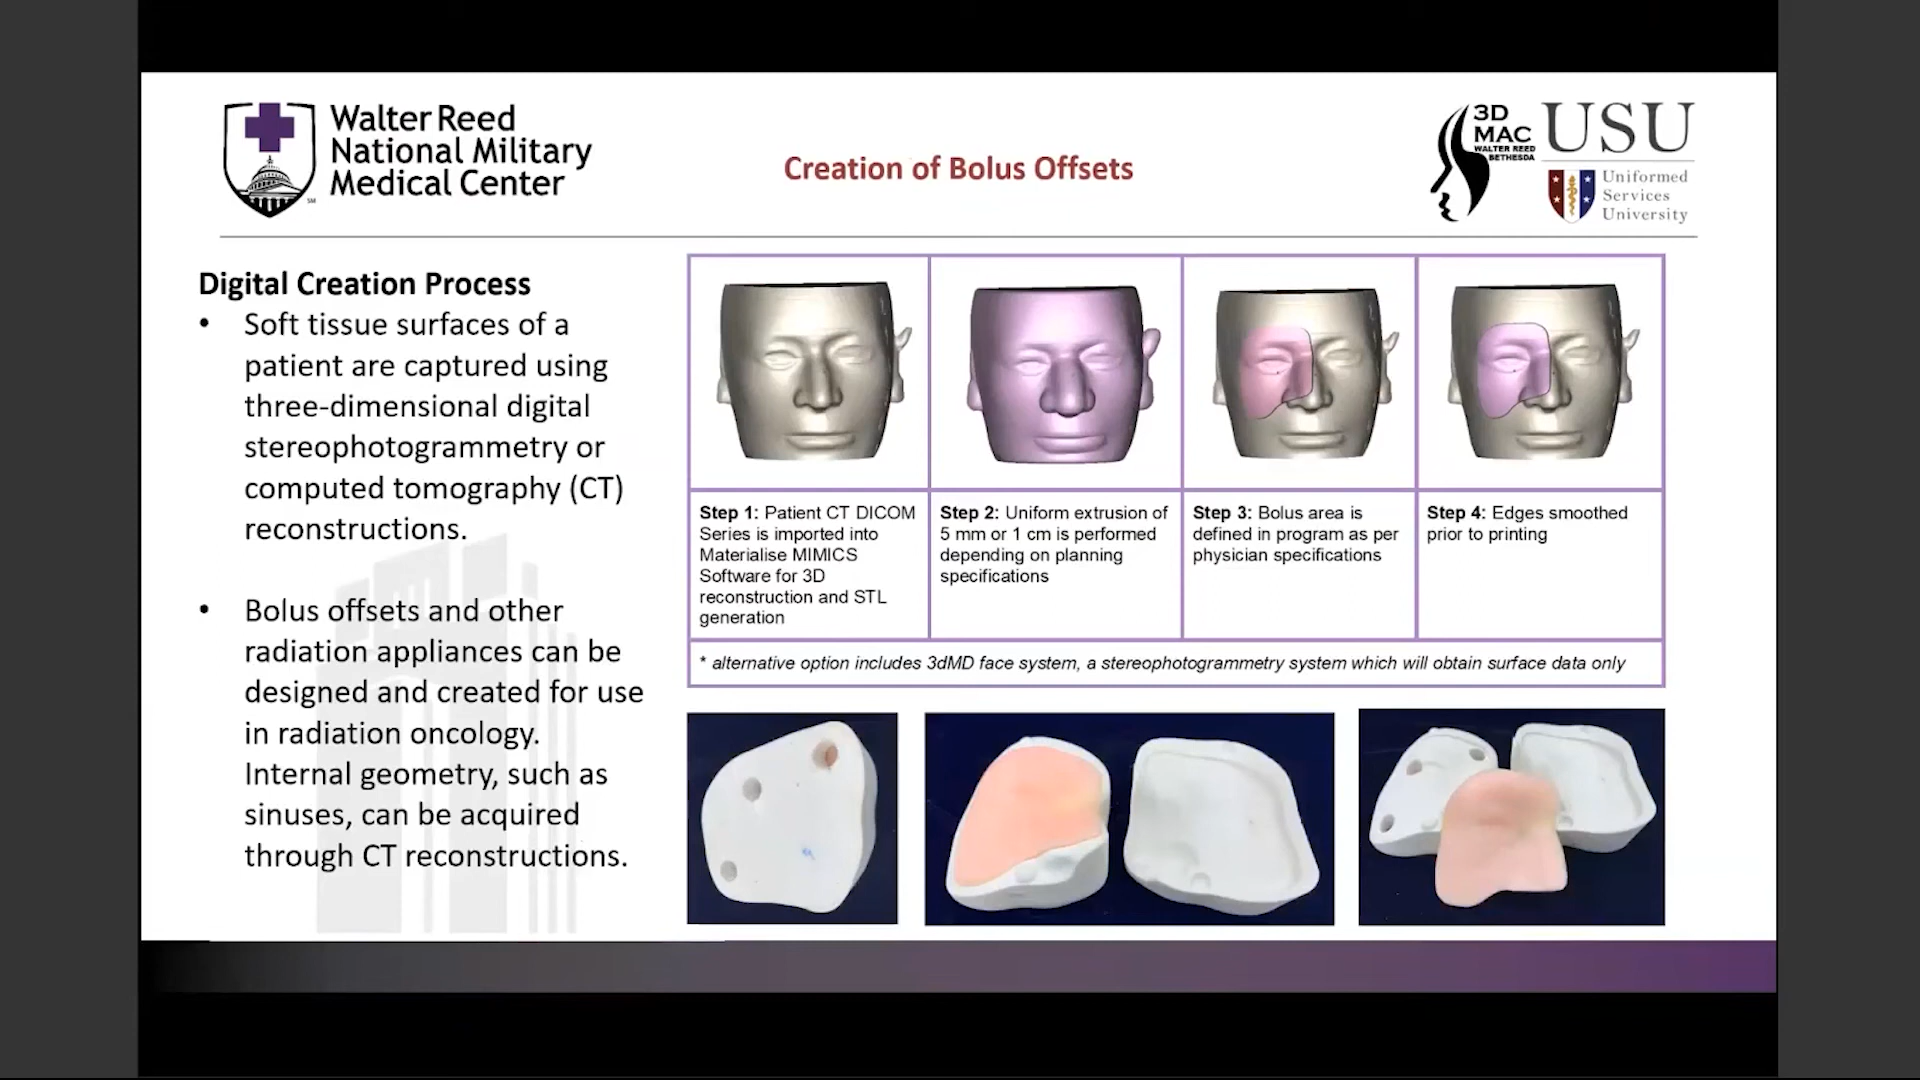 Walter Reed
National Military
Medical Center
SM
Creation of Bolus Offsets
3D
MAC
WALTER REED
BETHESDA
USU
Uniformed
Services
University
Digital Creation Process
• Soft tissue surfaces of a
patient are captured using
three-dimensional digital
stereophotogrammetry or
computed tomography (CT)
reconstructions.
• Bolus offsets and other
radiation appliances can be
designed and created for use
in radiation oncology.
Internal geometry, such as
sinuses, can be acquired
through CT reconstructions.
Step 1: Patient CT DICOM
Series is imported into
Materialise MIMICS
Software for 3D
reconstruction and STL
generation
Step 2: Uniform extrusion of
5 mm or 1 cm is performed
depending on planning
specifications
Step 3: Bolus area is
defined in program as per
physician specifications
Step 4: Edges smoothed
prior to printing
* alternative option includes 3dMD face system, a stereophotogrammetry system which will obtain surface data only